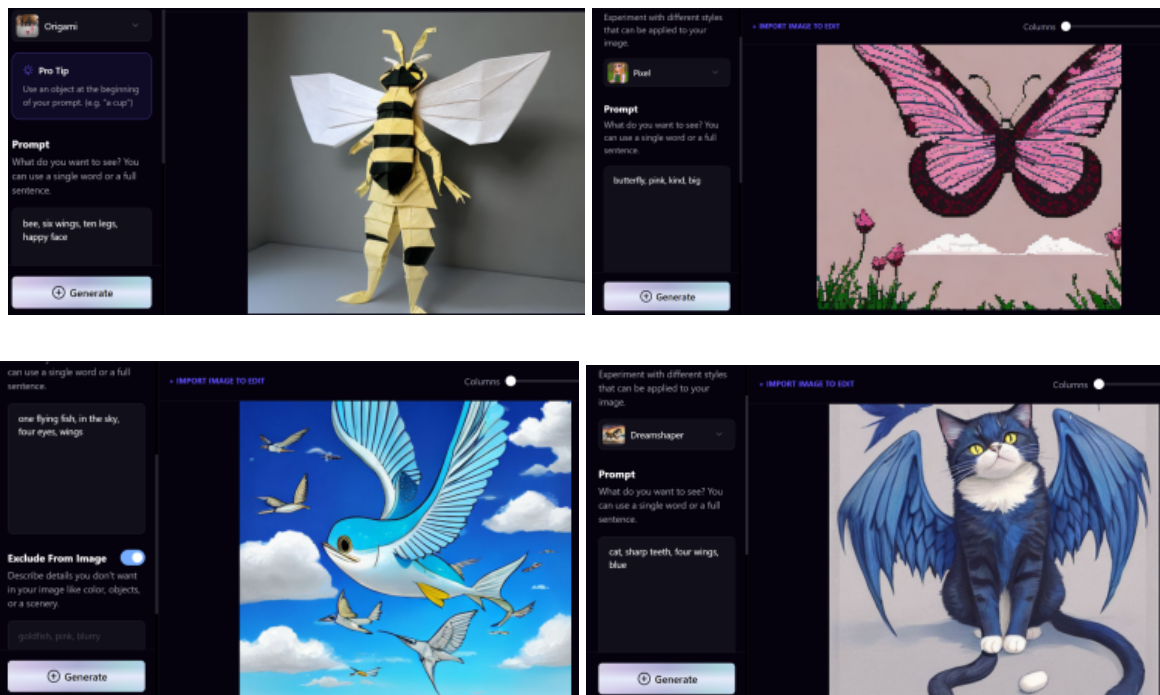 Origami
Pro Tip
Use an object at the beginning
of your prompt. (e.g. "a cup")
Prompt
What do you want to see? You
can use a single word or a full
sentence.
bee, six wings, ten legs,
happy face
Generate
Experiment with different styles
that can be applied to your
image.
Pixel
Prompt
What do you want to see? You
can use a single word or a full
sentence.
butterfly, pink, kind, big
Generate
+ IMPORT IMAGE TO EDIT
Columns
can use a single word or a full
sentence.
one flying fish, in the sky,
four eyes, wings
Exclude From Image
Describe details you don't want
in your image like color, objects,
or a scenery.
goldfish, pink, blurry
Generate
+ IMPORT IMAGE TO EDIT
Columns
Experiment with different styles
that can be applied to your
image.
Dreamshaper
Prompt
What do you want to see? You
can use a single word or a full
sentence.
cat, sharp teeth, four wings,
blue
Generate
+ IMPORT IMAGE TO EDIT
Columns